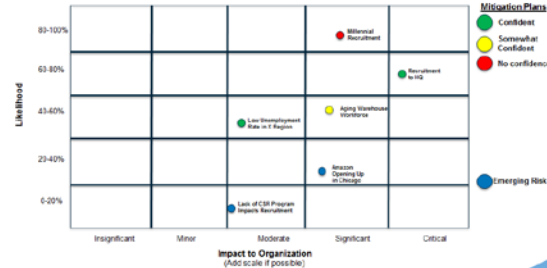 Mitigation Plans
Confident
Somewhat
Confident
No confidence
Emerging Risk
Likelihood
80-100%
60-80%
40-60%
20-40%
0-20%
Millennial
Recruitment
Recruitment
to HQ
Aging Warehouse
Workforce
Low Unemployment
Rate in X Region
Amazon
Opening Up
in Chicago
Lack of CSR Program
Impacts Recruitment
Insignificant
Minor
Moderate
Significant
Critical
Impact to Organization
(Add scale if possible)